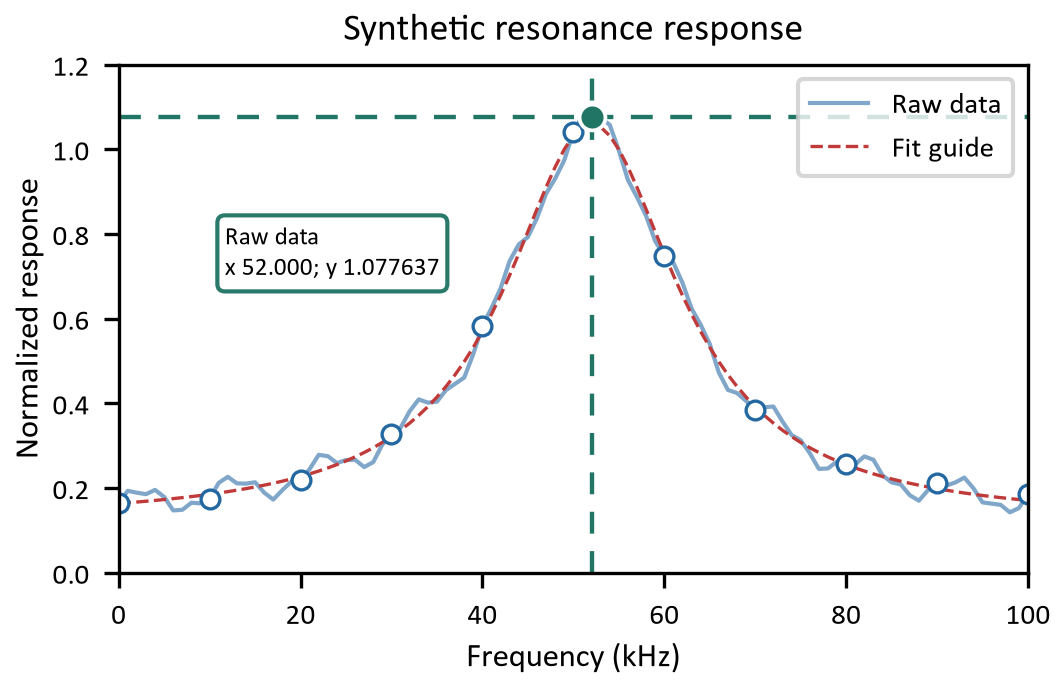 Synthetic resonance response
Normalized response
1.2
1.0
0.8
0.6
0.4
0.2
0.0
Raw data
Fit guide
Raw data
x 52.000; y 1.077637
0 20 40 60 80 100
Frequency (kHz)